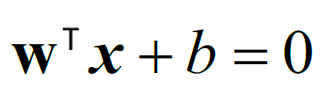 w⊤x + b = 0